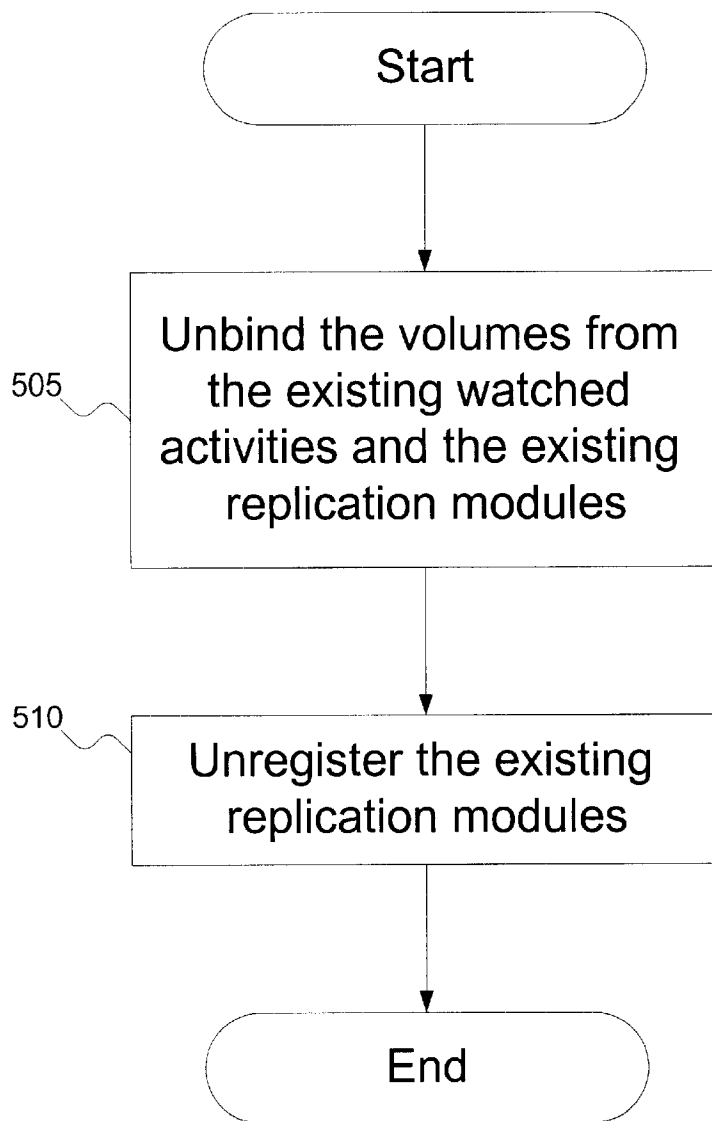 Start
505
Unbind the volumes from
the existing watched
activities and the existing
replication modules
510
Unregister the existing
replication modules
End